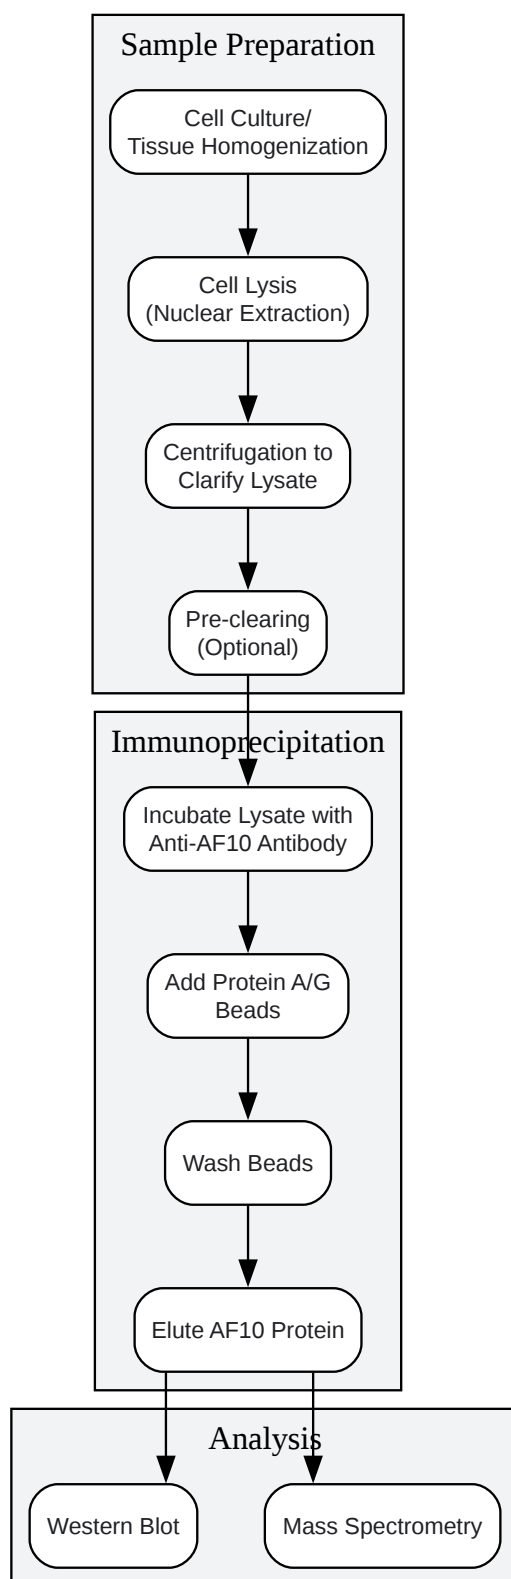 Sample Preparation
Cell Culture/
Tissue Homogenization
Cell Lysis
(Nuclear Extraction)
Centrifugation to
Clarify Lysate
Pre-clearing
(Optional)
Immunoprecipitation
Incubate Lysate with
Anti-AF10 Antibody
Add Protein A/G
Beads
Wash Beads
Elute AF10 Protein
Analysis
Western Blot
Mass Spectrometry